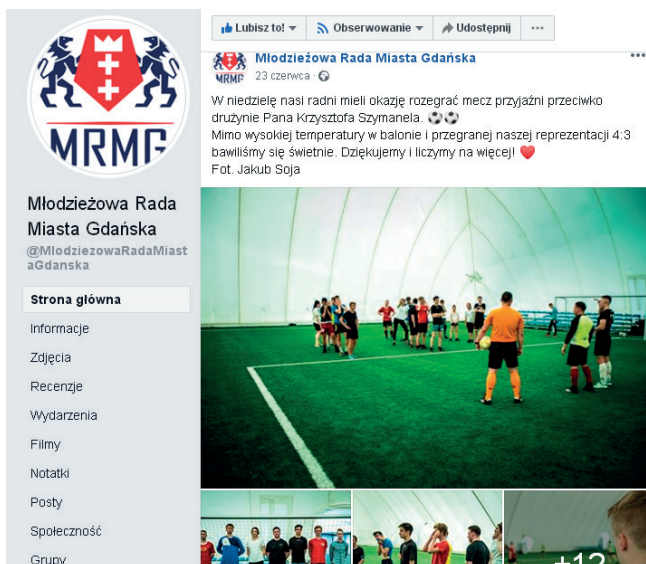 MRMG
Młodzieżowa Rada
Miasta Gdańska
@MlodziezowaRadaMiast
aGdanska
Strona główna
Informacje
Zdjęcia
Recenzje
Wydarzenia
Filmy
Notatki
Posty
Społeczność
Grupy
Lubisz to!
Obserwowanie
Udostępnij
MRMG
Młodzieżowa Rada Miasta Gdańska
23 czerwca
W niedzielę nasi radni mieli okazję rozegrać mecz przyjaźni przeciwko
drużynie Pana Krzysztofa Szymanela. ⚽⚽
Mimo wysokiej temperatury w balonie i przegranej naszej reprezentacji 4:3
bawiliśmy się świetnie. Dziękujemy i liczymy na więcej! ❤
Fot. Jakub Soja
+12